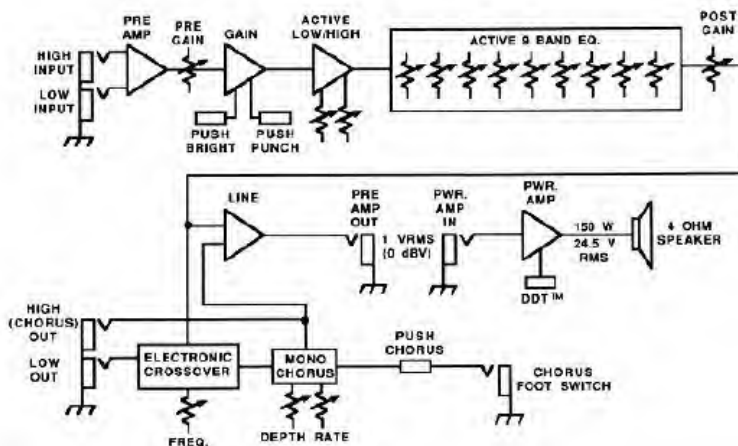 PRE
AMP
PRE
GAIN
GAIN
ACTIVE
LOW/HIGH
ACTIVE 9 BAND EQ.
POST
GAIN
HIGH
INPUT
LOW
INPUT
PUSH
BRIGHT
PUSH
PUNCH
LINE
PRE
AMP
OUT
PWR.
AMP
IN
PWR.
AMP
1 VRMS
(0 dBV)
150 W
24.5 V
RMS
4 OHM
SPEAKER
DDT™
HIGH
(CHORUS)
OUT
LOW
OUT
ELECTRONIC
CROSSOVER
MONO
CHORUS
PUSH
CHORUS
CHORUS
FOOT SWITCH
FREQ.
DEPTH RATE